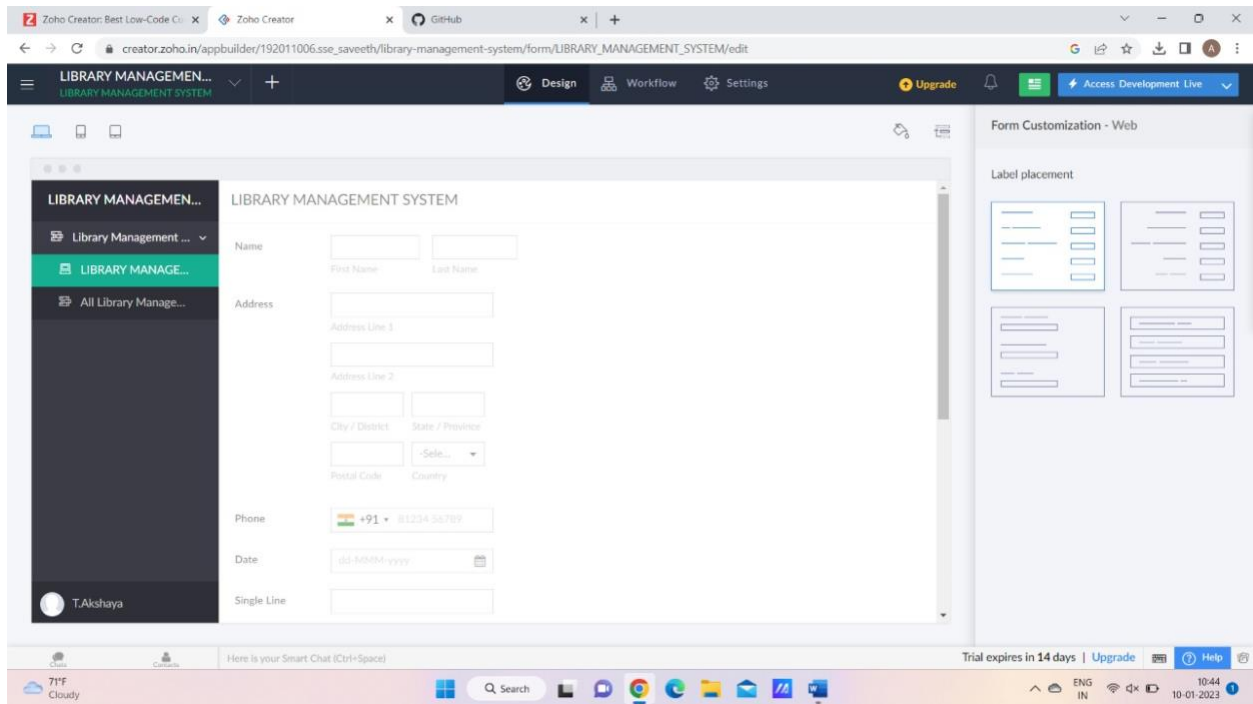 Zoho Creator: Best Low-Code Co
Zoho Creator
GitHub
creator.zoho.in/appbuilder/192011006.sse_saveeth/library-management-system/form/LIBRARY_MANAGEMENT_SYSTEM/edit
LIBRARY MANAGEMEN...
LIBRARY MANAGEMENT SYSTEM
Design
Workflow
Settings
Upgrade
Access Development Live
Form Customization - Web
Label placement
LIBRARY MANAGEMEN...
Library Management ...
LIBRARY MANAGE...
All Library Manage...
T.Akshaya
LIBRARY MANAGEMENT SYSTEM
Name
First Name Last Name
Address
Address Line 1
Address Line 2
City / District State / Province
-Sele...
Postal Code Country
Phone +91 81234 56789
Date dd-MMM-yyyy
Single Line
Chats Contacts Here is your Smart Chat (Ctrl+Space)
Trial expires in 14 days | Upgrade Help
71°F
Cloudy
Search
ENG
IN
10:44
10-01-2023